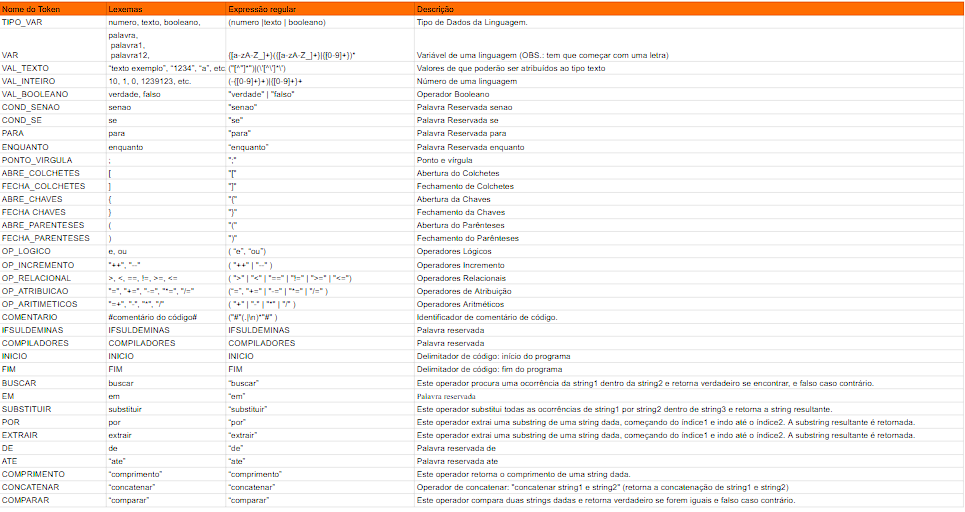 Nome do Token Lexemas Expressão regular Descrição
TIPO_VAR numero, texto, booleano, (numero |texto | booleano) Tipo de Dados da Linguagem.
palavra,
palavra1,
VAR palavra12, ([a-zA-Z_]+)(([a-zA-Z_]+)|([0-9]+))* Variável de uma linguagem (OBS.: tem que começar com uma letra)
VAL_TEXTO “texto exemplo”, “1234”, “a”, etc. ("[^"]*")|(\'[^\']*\') Valores de que poderão ser atribuídos ao tipo texto
VAL_INTEIRO 10, 1, 0, 1239123, etc. (-([0-9]+)+)|([0-9]+)+ Número de uma linguagem
VAL_BOOLEANO verdade, falso "verdade" | "falso" Operador Booleano
COND_SENAO senao "senao" Palavra Reservada senao
COND_SE se "se" Palavra Reservada se
PARA para "para" Palavra Reservada para
ENQUANTO enquanto “enquanto” Palavra Reservada enquanto
PONTO_VIRGULA ; ";" Ponto e vírgula
ABRE_COLCHETES [ "[" Abertura do Colchetes
FECHA_COLCHETES ] "]" Fechamento de Colchetes
ABRE_CHAVES { "{" Abertura da Chaves
FECHA CHAVES } "}" Fechamento da Chaves
ABRE_PARENTESES ( "(" Abertura do Parênteses
FECHA_PARENTESES ) ")" Fechamento do Parênteses
OP_LOGICO e, ou ( “e”, “ou”) Operadores Lógicos
OP_INCREMENTO "++", "--" ( "++" | "--" ) Operadores Incremento
OP_RELACIONAL >, <, ==, !=, >=, <= ( ">" | "<" | "==" | "!=" | ">=" | "<=") Operadores Relacionais
OP_ATRIBUICAO "=", "+=", "-=", "*=", "/=" ("=", "+=" | "-=" | "*=" | "/=" ) Operadores de Atribuição
OP_ARITIMETICOS "=+", "-", "*", "/" ( "+" | "-" | "*" | "/" ) Operadores Aritméticos
COMENTARIO #comentário do código# ("#"(.|\n)*"#" ) Identificador de comentário de código.
IFSULDEMINAS IFSULDEMINAS IFSULDEMINAS Palavra reservada
COMPILADORES COMPILADORES COMPILADORES Palavra reservada
INICIO INICIO INICIO Delimitador de código: início do programa
FIM FIM FIM Delimitador de código: fim do programa
BUSCAR buscar “buscar” Este operador procura uma ocorrência da string1 dentro da string2 e retorna verdadeiro se encontrar, e falso caso contrário.
EM em “em” Palavra reservada
SUBSTITUIR substituir “substituir” Este operador substitui todas as ocorrências de string1 por string2 dentro de string3 e retorna a string resultante.
POR por “por” Este operador extrai uma substring de uma string dada, começando do índice1 e indo até o índice2. A substring resultante é retornada.
EXTRAIR extrair “extrair” Este operador extrai uma substring de uma string dada, começando do índice1 e indo até o índice2. A substring resultante é retornada.
DE de “de” Palavra reservada de
ATE “ate” “ate” Palavra reservada ate
COMPRIMENTO “comprimento” “comprimento” Este operador retorna o comprimento de uma string dada.
CONCATENAR “concatenar” “concatenar” Operador de concatenar: "concatenar string1 e string2" (retorna a concatenação de string1 e string2)
COMPARAR “comparar” “comparar” Este operador compara duas strings dadas e retorna verdadeiro se forem iguais e falso caso contrário.